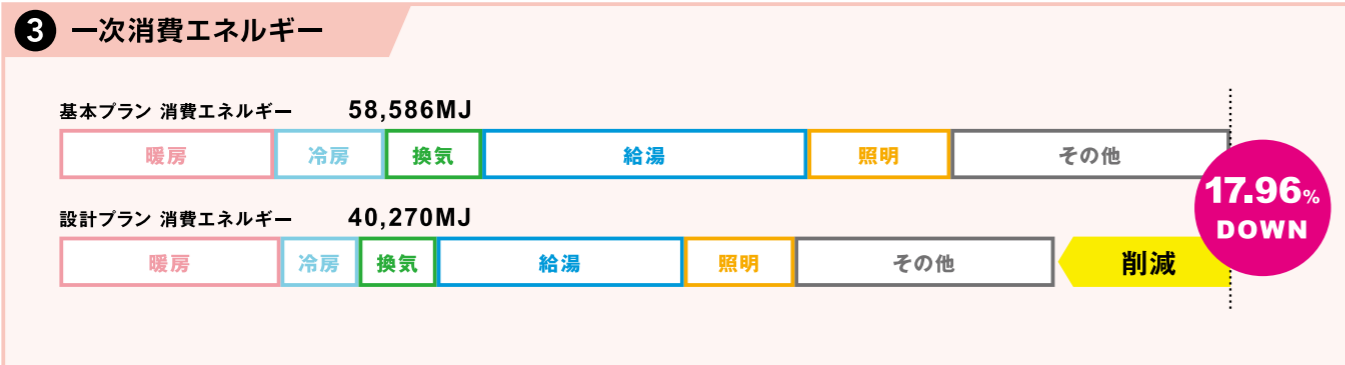 3 一次消費エネルギー
基本プラン 消費エネルギー 58,586MJ
暖房 冷房 換気 給湯 照明 その他
設計プラン 消費エネルギー 40,270MJ
暖房 冷房 換気 給湯 照明 その他 削減
17.96%
DOWN